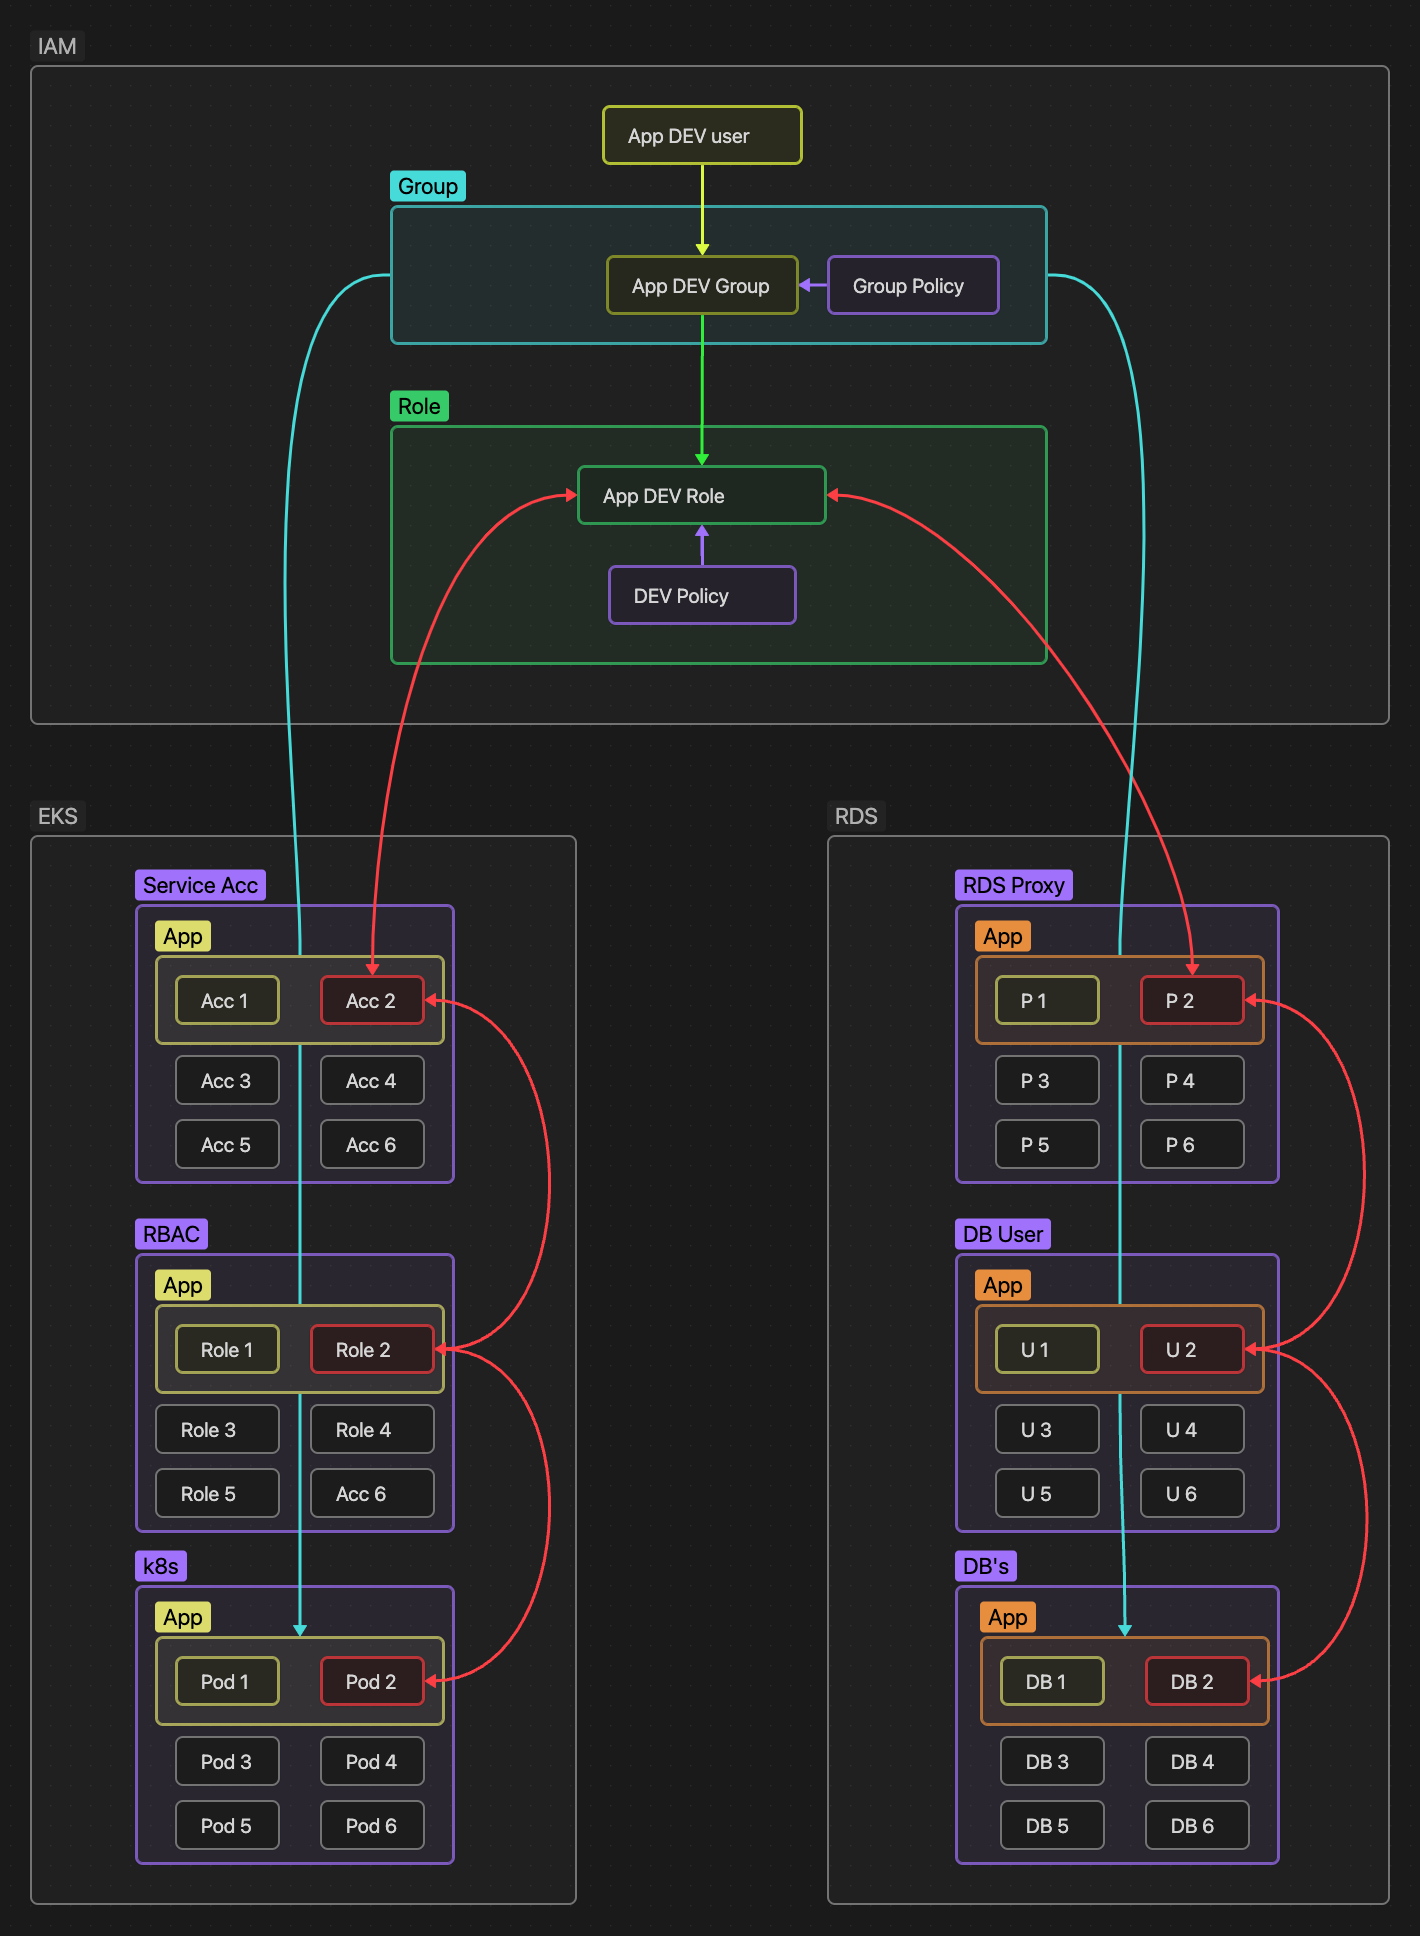 IAM
App DEV user
Group
App DEV Group
Group Policy
Role
App DEV Role
DEV Policy
EKS
Service Acc
App
Acc 1
Acc 2
Acc 3
Acc 4
Acc 5
Acc 6
RBAC
App
Role 1
Role 2
Role 3
Role 4
Role 5
Acc 6
k8s
App
Pod 1
Pod 2
Pod 3
Pod 4
Pod 5
Pod 6
RDS
RDS Proxy
App
P 1
P 2
P 3
P 4
P 5
P 6
DB User
App
U 1
U 2
U 3
U 4
U 5
U 6
DB's
App
DB 1
DB 2
DB 3
DB 4
DB 5
DB 6